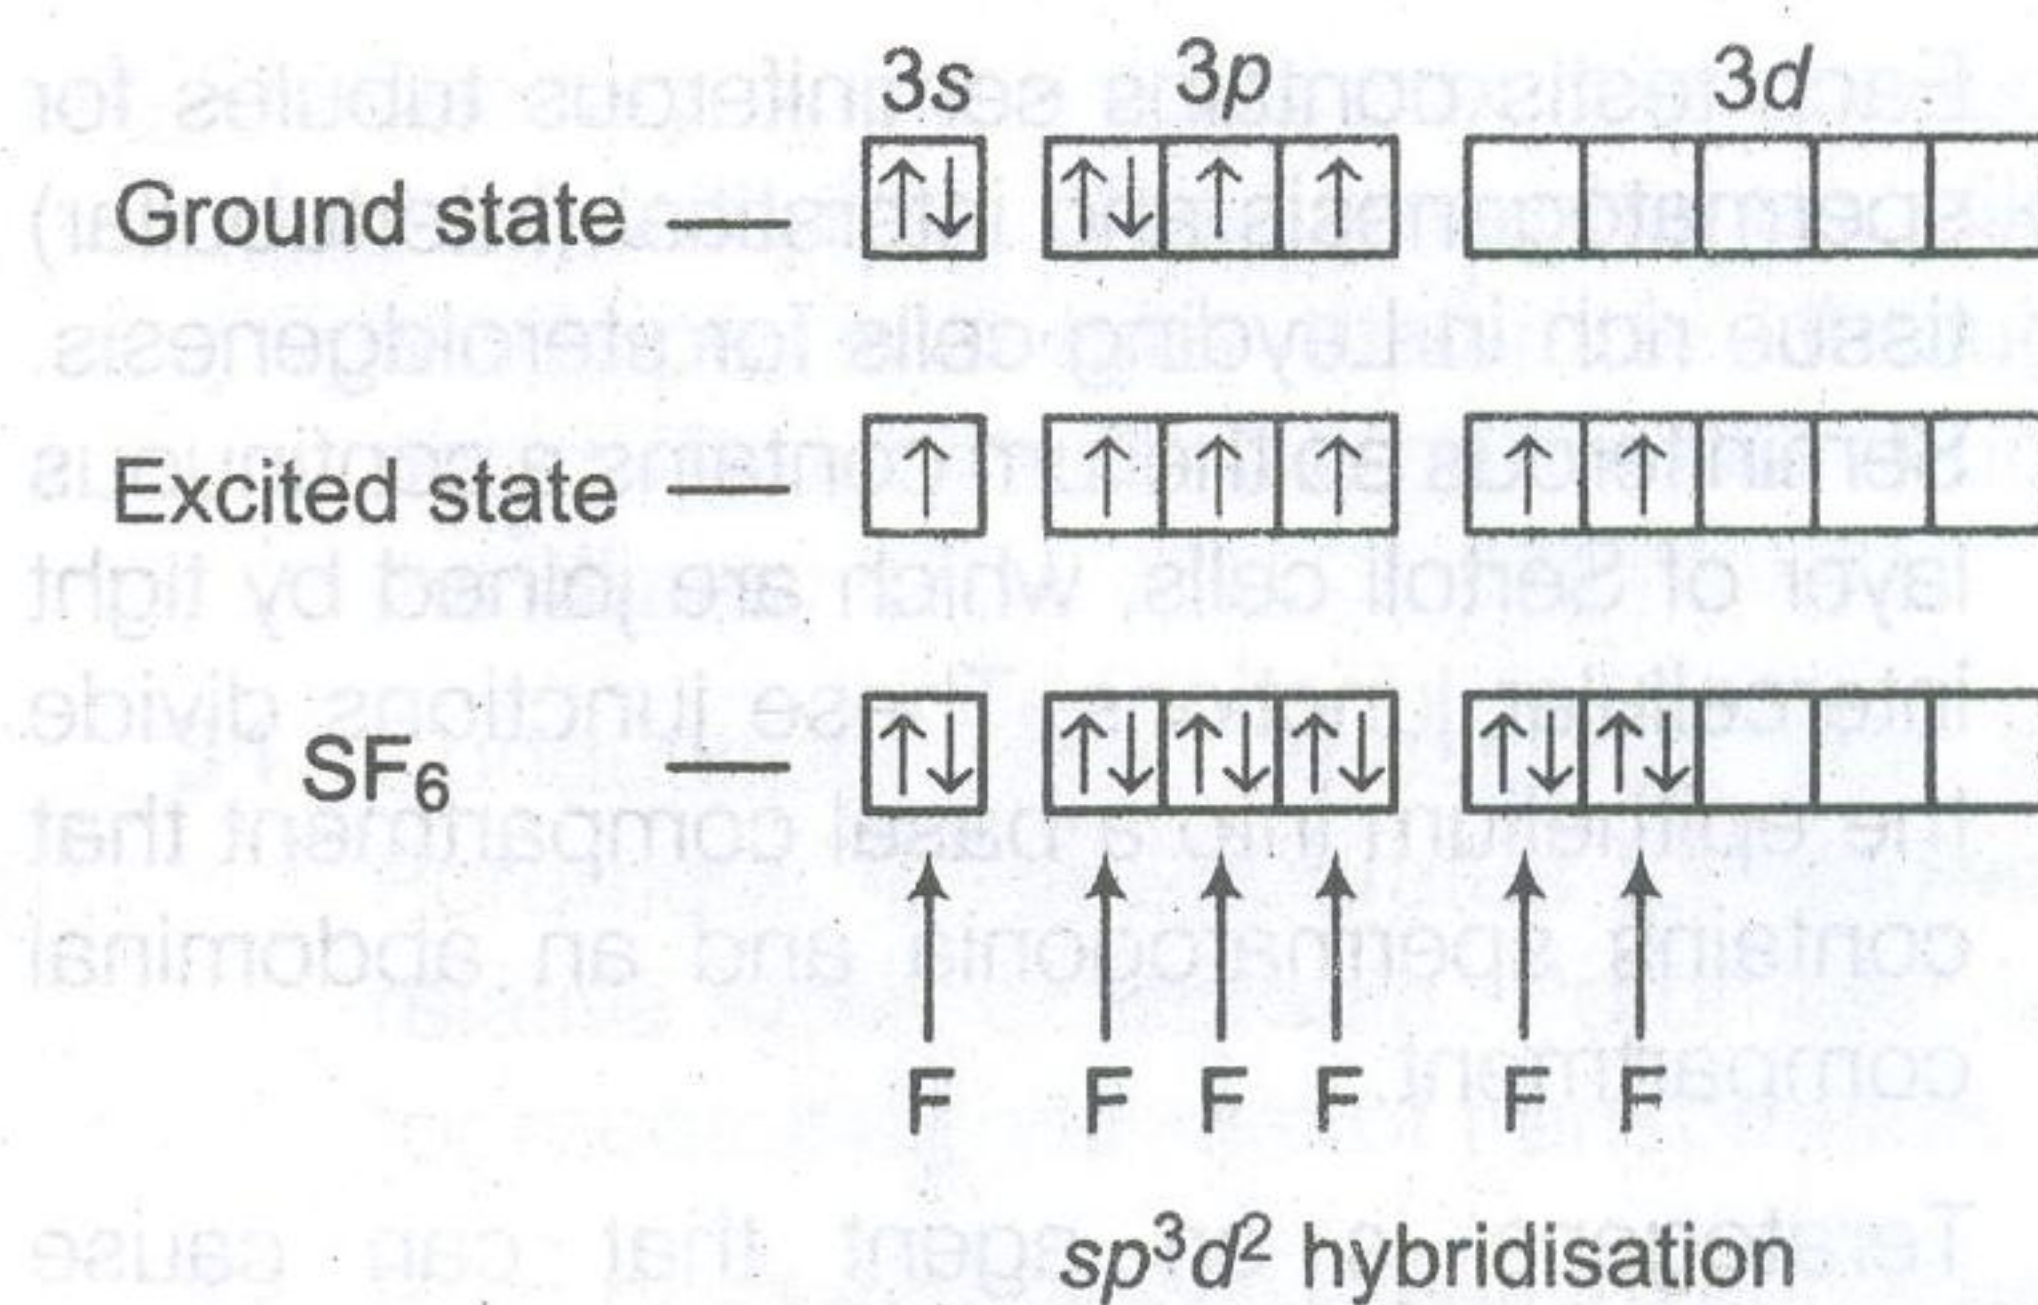 3s 3p 3d
Ground state — ↑↓ ↑↓ ↑ ↑
Excited state — ↑ ↑ ↑ ↑ ↑ ↑
SF₆ — ↑↓ ↑↓ ↑↓ ↑↓ ↑↓ ↑↓
F F F F F F
sp³d² hybridisation